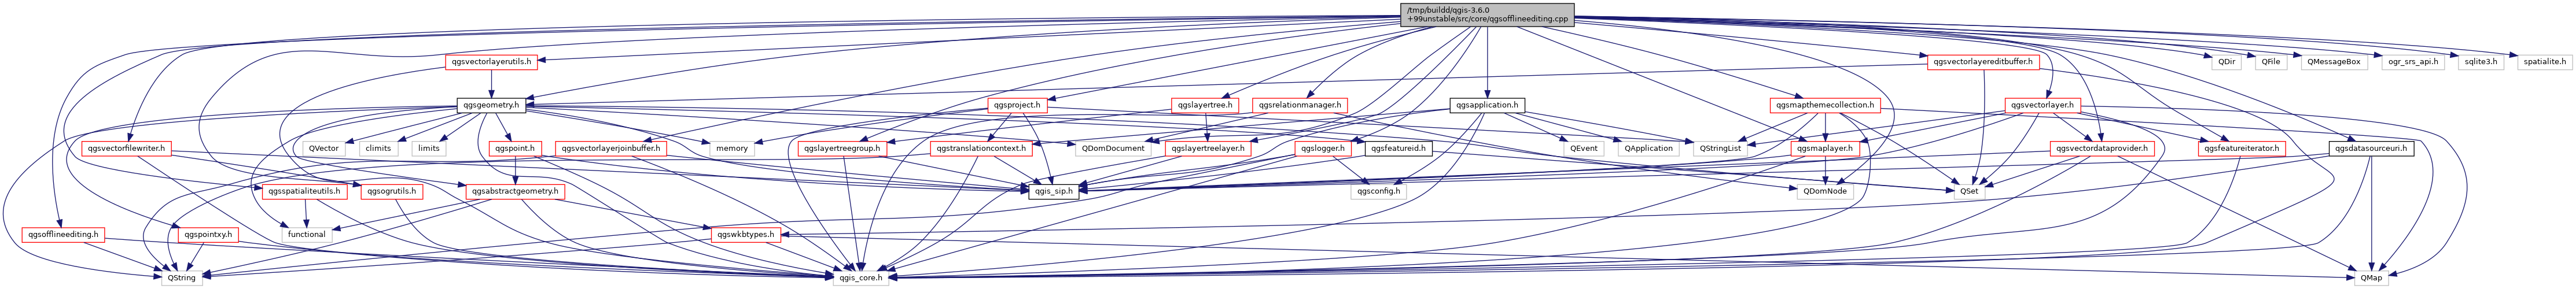 /tmp/buildd/qgis-3.6.0
+99unstable/src/core/qgsofflineediting.cpp
qgsvectorlayerutils.h
qgsvectorlayereditbuffer.h
QDir
QFile
QMessageBox
ogr_srs_api.h
sqlite3.h
spatialite.h
qgsgeometry.h
qgsproject.h
qgslayertree.h
qgsrelationmanager.h
qgsapplication.h
qgsmapthemecollection.h
qgsvectorlayer.h
qgsvectorfilewriter.h
QVector
climits
limits
qgspoint.h
qgsvectorlayerjoinbuffer.h
memory
qgslayertreegroup.h
qgstranslationcontext.h
QDomDocument
qgslayertreelayer.h
qgslogger.h
qgsfeatureid.h
QEvent
QApplication
QStringList
qgsmaplayer.h
qgsvectordataprovider.h
qgsfeatureiterator.h
qgsdatasourceuri.h
qgsspatialiteutils.h
qgsogrutils.h
qgsabstractgeometry.h
qgis_sip.h
qgsconfig.h
QDomNode
QSet
qgsofflineediting.h
qgspointxy.h
functional
qgswkbtypes.h
QString
qgis_core.h
QMap